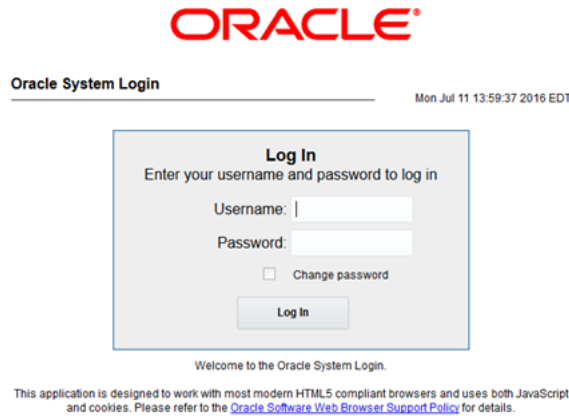 ORACLE®
Oracle System Login
Mon Jul 11 13:59:37 2016 EDT
Log In
Enter your username and password to log in
Username:
Password:
Change password
Log In
Welcome to the Oracle System Login.
This application is designed to work with most modern HTML5 compliant browsers and uses both JavaScript
and cookies. Please refer to the Oracle Software Web Browser Support Policy for details.